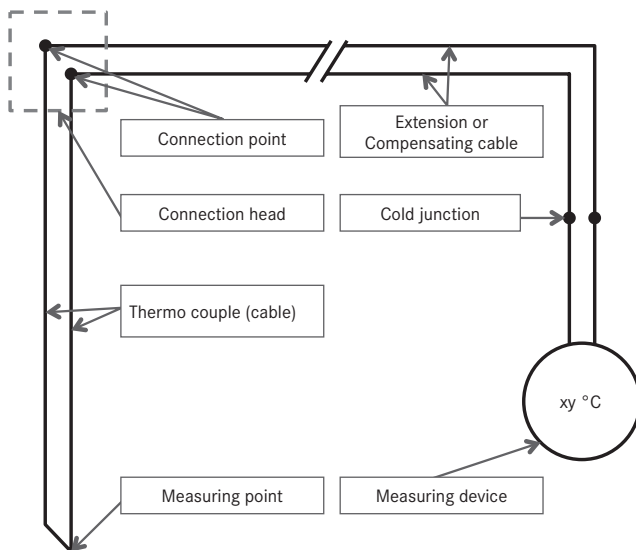 Connection point
Extension or
Compensating cable
Connection head
Cold junction
Thermo couple (cable)
xy °C
Measuring point
Measuring device